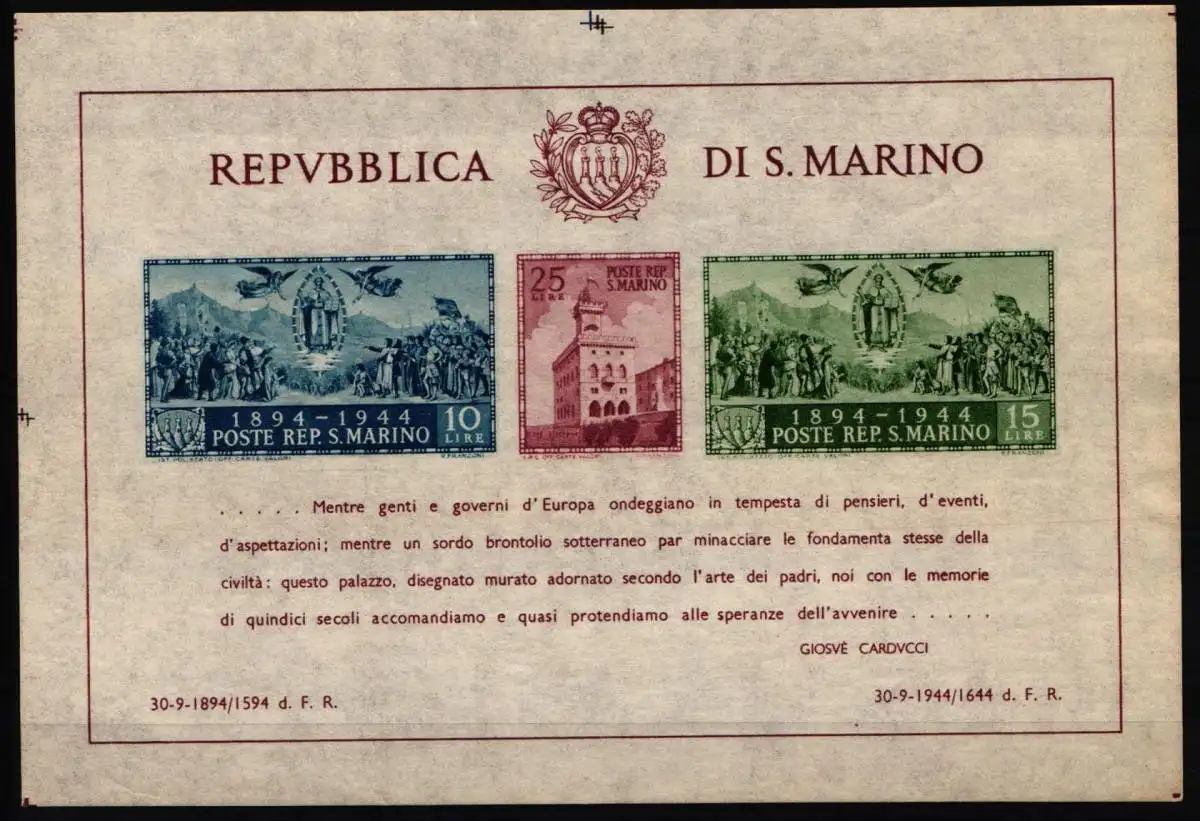 REPVBBLICA DI S. MARINO
25
LIRE
POSTE REP.
S. MARINO
1894-1944
POSTE REP. S. MARINO
10
LIRE
1894-1944
POSTE REP. S. MARINO
15
LIRE
. . . . . Mentre genti e governi d'Europa ondeggiano in tempesta di pensieri, d'eventi,
d'aspettazioni; mentre un sordo brontolio sotterraneo par minacciare le fondamenta stesse della
civiltà: questo palazzo, disegnato murato adornato secondo l'arte dei padri, noi con le memorie
di quindici secoli accomandiamo e quasi protendiamo alle speranze dell'avvenire . . . . .
GIOSVÈ CARDVCCI
30-9-1894/1594 d. F. R.
30-9-1944/1644 d. F. R.